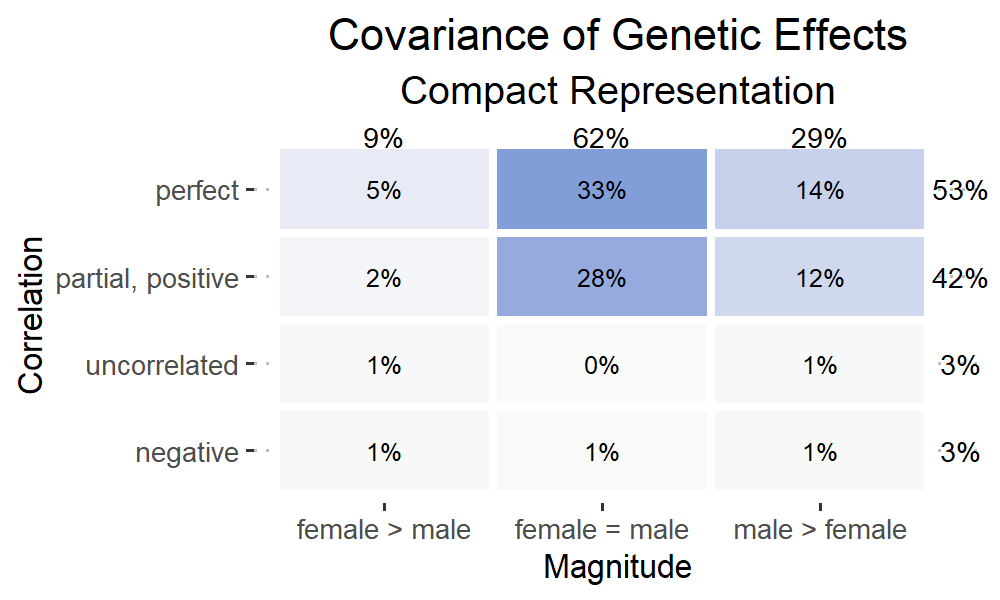 Covariance of Genetic Effects
Compact Representation
9% 62% 29%
perfect 5% 33% 14% 53%
partial, positive 2% 28% 12% 42%
uncorrelated 1% 0% 1% 3%
negative 1% 1% 1% 3%
Correlation
female > male female = male male > female
Magnitude